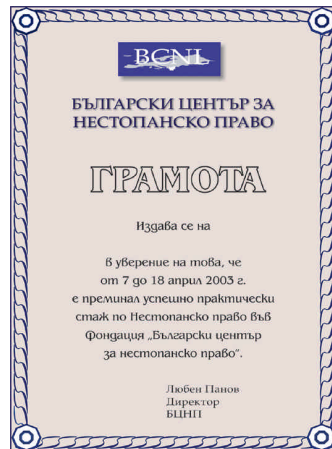 BCNL
БЪЛГАРСКИ ЦЕНТЪР ЗА
НЕСТОПАНСКО ПРАВО
ГРАМОТА
Издава се на
в уверение на това, че
от 7 до 18 април 2003 г.
е преминал успешно практически
стаж по Нестопанско право във
Фондация „Български център
за нестопанско право“.
Любен Панов
Директор
БЦНП